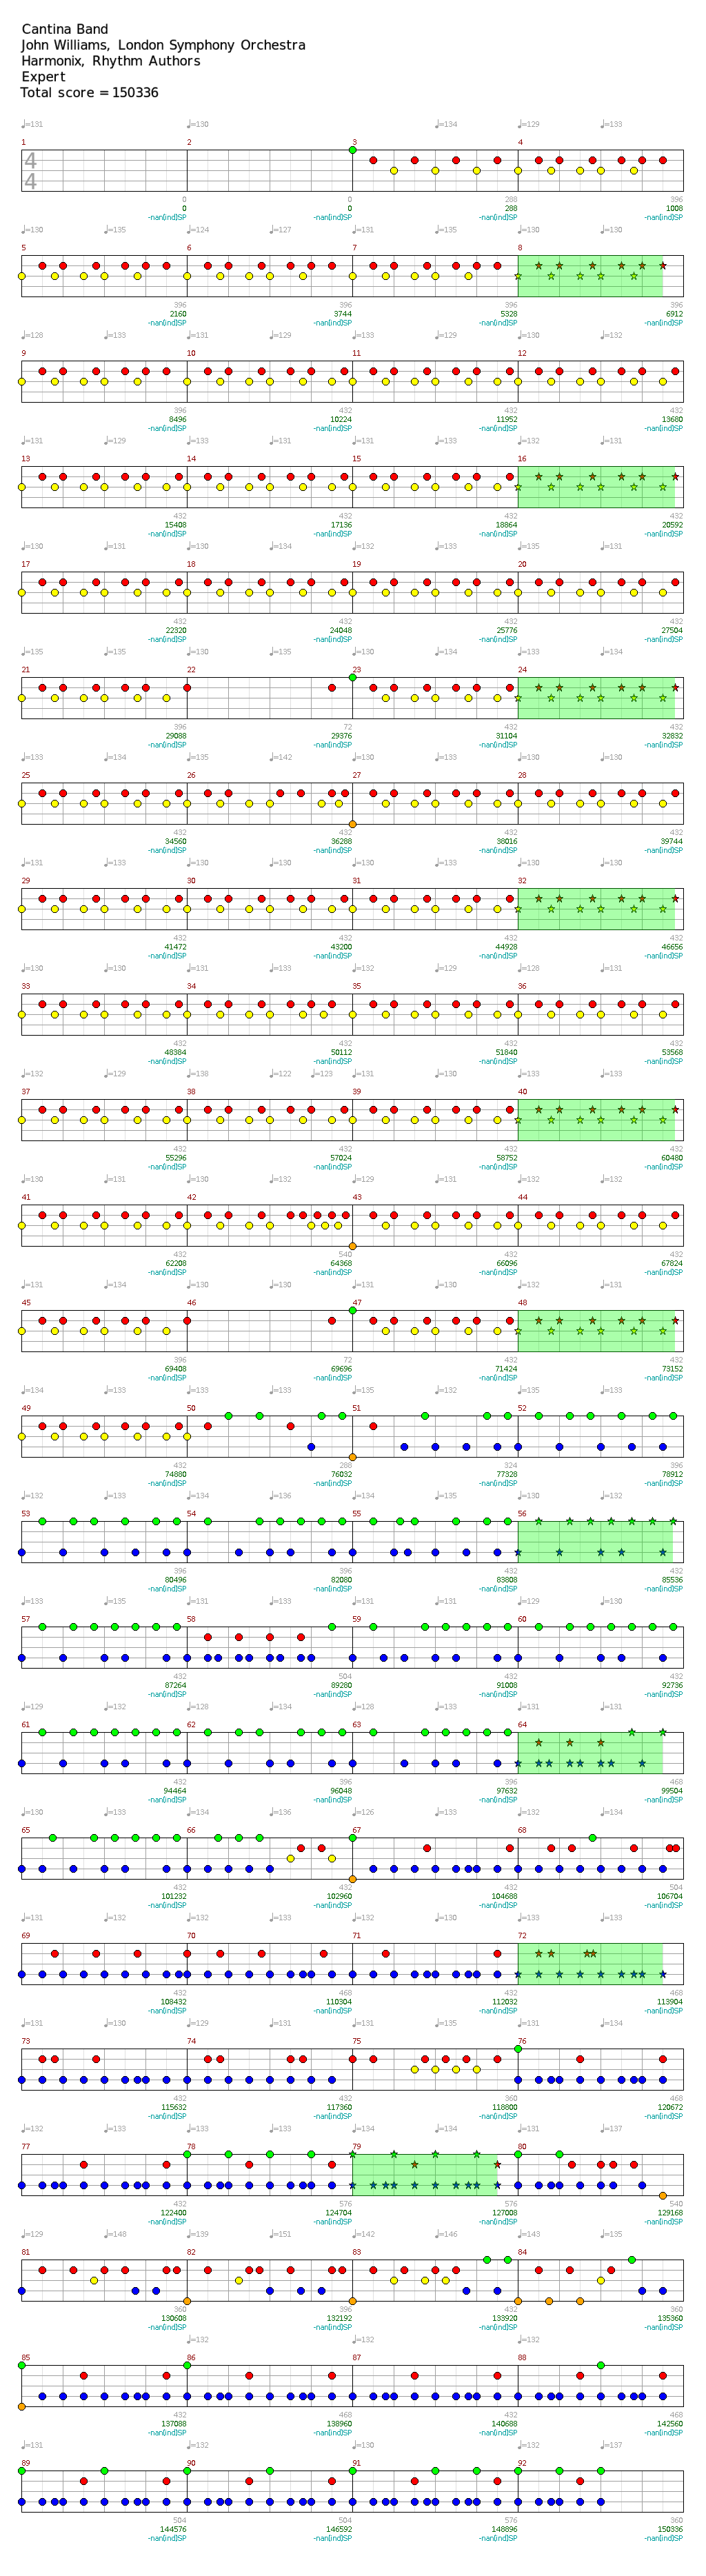 Cantina Band
John Williams, London Symphony Orchestra
Harmonix, Rhythm Authors
Expert
Total score = 150336
♩=131 ♩=130 ♩=134 ♩=129 ♩=133
1 2 3 4
4
4
0 0 288 396
0 0 288 1008
-nan(ind)SP -nan(ind)SP -nan(ind)SP -nan(ind)SP
♩=130 ♩=135 ♩=124 ♩=127 ♩=131 ♩=130 ♩=130 ♩=130
5 6 7 8
396 396 396 396
2160 3744 5328 6912
-nan(ind)SP -nan(ind)SP -nan(ind)SP -nan(ind)SP
♩=128 ♩=133 ♩=131 ♩=129 ♩=133 ♩=131 ♩=130 ♩=132
9 10 11 12
396 432 432 432
8496 10224 11952 13680
-nan(ind)SP -nan(ind)SP -nan(ind)SP -nan(ind)SP
♩=131 ♩=129 ♩=133 ♩=131 ♩=131 ♩=131 ♩=130 ♩=131
13 14 15 16
432 432 432 432
15408 17136 18864 20592
-nan(ind)SP -nan(ind)SP -nan(ind)SP -nan(ind)SP
♩=130 ♩=131 ♩=130 ♩=134 ♩=132 ♩=133 ♩=135 ♩=131
17 18 19 20
432 432 432 432
22320 24048 25776 27504
-nan(ind)SP -nan(ind)SP -nan(ind)SP -nan(ind)SP
♩=135 ♩=135 ♩=130 ♩=130 ♩=131 ♩=135 ♩=133 ♩=134
21 22 23 24
396 72 432 432
29088 29376 31104 32832
-nan(ind)SP -nan(ind)SP -nan(ind)SP -nan(ind)SP
♩=133 ♩=134 ♩=135 ♩=142 ♩=130 ♩=133 ♩=130 ♩=130
25 26 27 28
432 432 432 432
34560 36288 38016 39744
-nan(ind)SP -nan(ind)SP -nan(ind)SP -nan(ind)SP
♩=131 ♩=133 ♩=130 ♩=130 ♩=130 ♩=130 ♩=132 ♩=130
29 30 31 32
432 432 432 432
41472 43200 44928 46656
-nan(ind)SP -nan(ind)SP -nan(ind)SP -nan(ind)SP
♩=130 ♩=130 ♩=131 ♩=133 ♩=132 ♩=129 ♩=128 ♩=131
33 34 35 36
432 432 432 432
48384 50112 51840 53568
-nan(ind)SP -nan(ind)SP -nan(ind)SP -nan(ind)SP
♩=132 ♩=129 ♩=138 ♩=122 ♩=123 ♩=131 ♩=130 ♩=133 ♩=133
37 38 39 40
432 432 432 432
55296 57024 58752 60480
-nan(ind)SP -nan(ind)SP -nan(ind)SP -nan(ind)SP
♩=130 ♩=131 ♩=130 ♩=132 ♩=129 ♩=131 ♩=132 ♩=132
41 42 43 44
432 540 432 432
62208 64368 66096 67824
-nan(ind)SP -nan(ind)SP -nan(ind)SP -nan(ind)SP
♩=131 ♩=134 ♩=130 ♩=130 ♩=131 ♩=130 ♩=132 ♩=131
45 46 47 48
396 72 432 432
69408 69696 71424 73152
-nan(ind)SP -nan(ind)SP -nan(ind)SP -nan(ind)SP
♩=134 ♩=133 ♩=130 ♩=133 ♩=135 ♩=132 ♩=135 ♩=135
49 50 51 52
432 288 324 396
74880 76032 77328 78912
-nan(ind)SP -nan(ind)SP -nan(ind)SP -nan(ind)SP
♩=132 ♩=133 ♩=134 ♩=136 ♩=134 ♩=135 ♩=130 ♩=132
53 54 55 56
396 396 432 432
80496 82080 83808 85536
-nan(ind)SP -nan(ind)SP -nan(ind)SP -nan(ind)SP
♩=133 ♩=135 ♩=131 ♩=133 ♩=133 ♩=131 ♩=129 ♩=130
57 58 59 60
432 504 432 432
87264 89280 91008 92736
-nan(ind)SP -nan(ind)SP -nan(ind)SP -nan(ind)SP
♩=129 ♩=132 ♩=134 ♩=131 ♩=128 ♩=133 ♩=131 ♩=131
61 62 63 64
432 396 396 468
94464 96048 97632 99504
-nan(ind)SP -nan(ind)SP -nan(ind)SP -nan(ind)SP
♩=130 ♩=131 ♩=134 ♩=136 ♩=126 ♩=133 ♩=132 ♩=134
65 66 67 68
432 432 432 504
101232 102960 104688 106704
-nan(ind)SP -nan(ind)SP -nan(ind)SP -nan(ind)SP
♩=131 ♩=132 ♩=132 ♩=133 ♩=132 ♩=130 ♩=133 ♩=132
69 70 71 72
432 468 432 468
108432 110304 112032 113904
-nan(ind)SP -nan(ind)SP -nan(ind)SP -nan(ind)SP
♩=131 ♩=130 ♩=129 ♩=132 ♩=133 ♩=135 ♩=131 ♩=134
73 74 75 76
432 432 360 468
115632 117360 118800 120672
-nan(ind)SP -nan(ind)SP -nan(ind)SP -nan(ind)SP
♩=132 ♩=133 ♩=133 ♩=133 ♩=134 ♩=134 ♩=131 ♩=137
77 78 79 80
432 576 576 540
122400 124704 127008 129168
-nan(ind)SP -nan(ind)SP -nan(ind)SP -nan(ind)SP
♩=129 ♩=148 ♩=139 ♩=151 ♩=142 ♩=146 ♩=143 ♩=135
81 82 83 84
360 396 432 360
130608 132192 133920 135360
-nan(ind)SP -nan(ind)SP -nan(ind)SP -nan(ind)SP
♩=132 ♩=132
85 86 87 88
432 468 432 468
137088 138960 140688 142560
-nan(ind)SP -nan(ind)SP -nan(ind)SP -nan(ind)SP
♩=131 ♩=132 ♩=130 ♩=132 ♩=137
89 90 91 92
504 504 576 360
144576 146592 148896 150336
-nan(ind)SP -nan(ind)SP -nan(ind)SP -nan(ind)SP